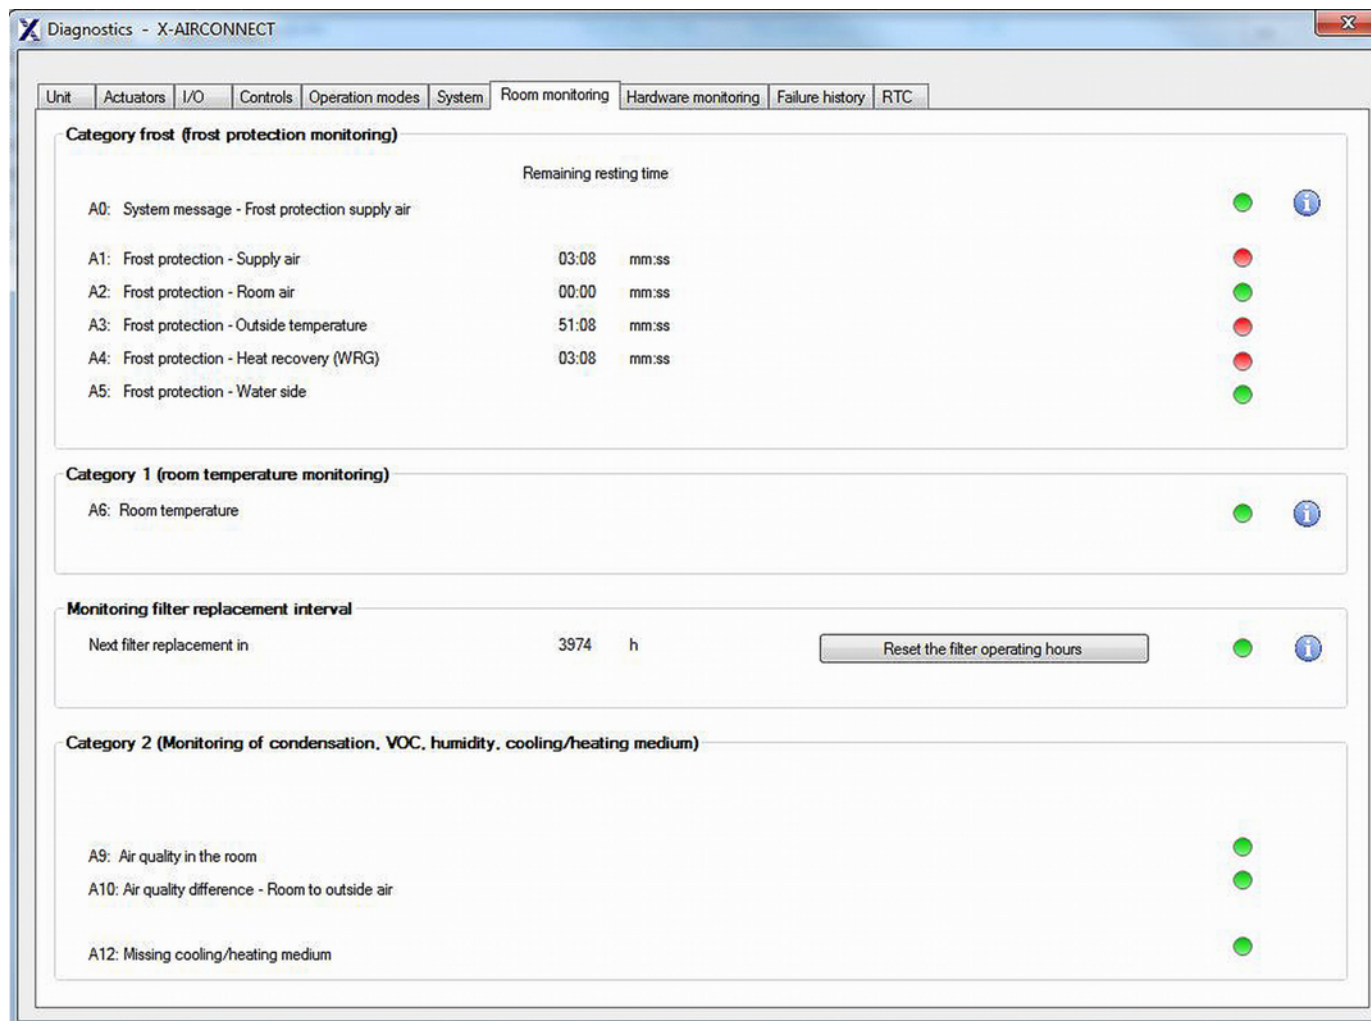 Diagnostics - X-AIRCONNECT
Unit Actuators I/O Controls Operation modes System Room monitoring Hardware monitoring Failure history RTC
Category frost (frost protection monitoring)
Remaining resting time
A0: System message - Frost protection supply air
A1: Frost protection - Supply air 03:08 mm:ss
A2: Frost protection - Room air 00:00 mm:ss
A3: Frost protection - Outside temperature 51:08 mm:ss
A4: Frost protection - Heat recovery (WRG) 03:08 mm:ss
A5: Frost protection - Water side
Category 1 (room temperature monitoring)
A6: Room temperature
Monitoring filter replacement interval
Next filter replacement in 3974 h Reset the filter operating hours
Category 2 (Monitoring of condensation, VOC, humidity, cooling/heating medium)
A9: Air quality in the room
A10: Air quality difference - Room to outside air
A12: Missing cooling/heating medium